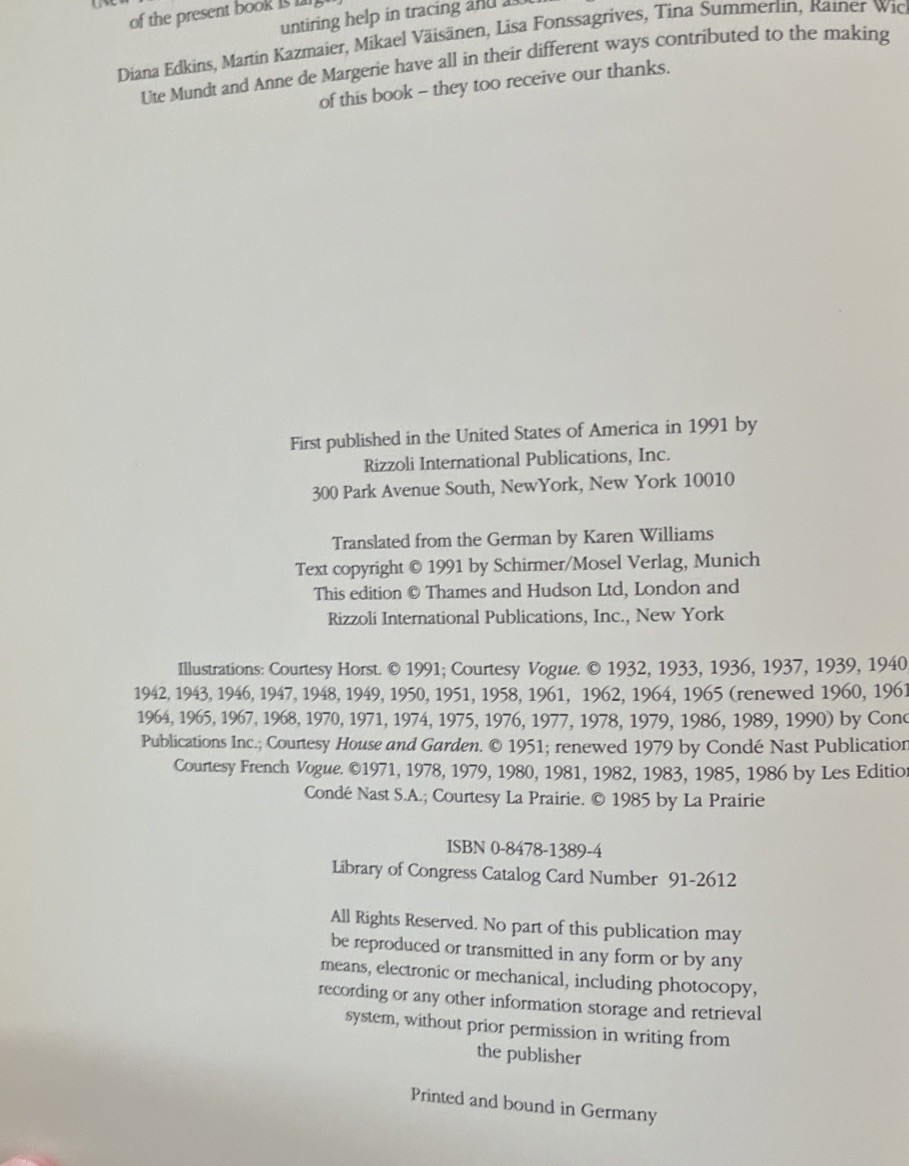 of the present book is
untiring help in tracing and
Diana Edkins, Martin Kazmaier, Mikael Väisänen, Lisa Fonssagrives, Tina Summerlin, Rainer
Ute Mundt and Anne de Margerie have all in their different ways contributed to the making
of this book – they too receive our thanks.
First published in the United States of America in 1991 by
Rizzoli International Publications, Inc.
300 Park Avenue South, NewYork, New York 10010
Translated from the German by Karen Williams
Text copyright © 1991 by Schirmer/Mosel Verlag, Munich
This edition © Thames and Hudson Ltd, London and
Rizzoli International Publications, Inc., New York
Illustrations: Courtesy Horst. © 1991; Courtesy Vogue. © 1932, 1933, 1936, 1937, 1939, 1940
1942, 1943, 1946, 1947, 1948, 1949, 1950, 1951, 1958, 1961, 1962, 1964, 1965 (renewed 1960, 1961
1964, 1965, 1967, 1968, 1970, 1971, 1974, 1975, 1976, 1977, 1978, 1979, 1986, 1989, 1990) by
Publications Inc.; Courtesy House and Garden. © 1951; renewed 1979 by Condé Nast Publication
Courtesy French Vogue. ©1971, 1978, 1979, 1980, 1981, 1982, 1983, 1985, 1986 by Les Editio
Condé Nast S.A.; Courtesy La Prairie. © 1985 by La Prairie
ISBN 0-8478-1389-4
Library of Congress Catalog Card Number 91-2612
All Rights Reserved. No part of this publication may
be reproduced or transmitted in any form or by any
means, electronic or mechanical, including photocopy,
recording or any other information storage and retrieval
system, without prior permission in writing from
the publisher
Printed and bound in Germany